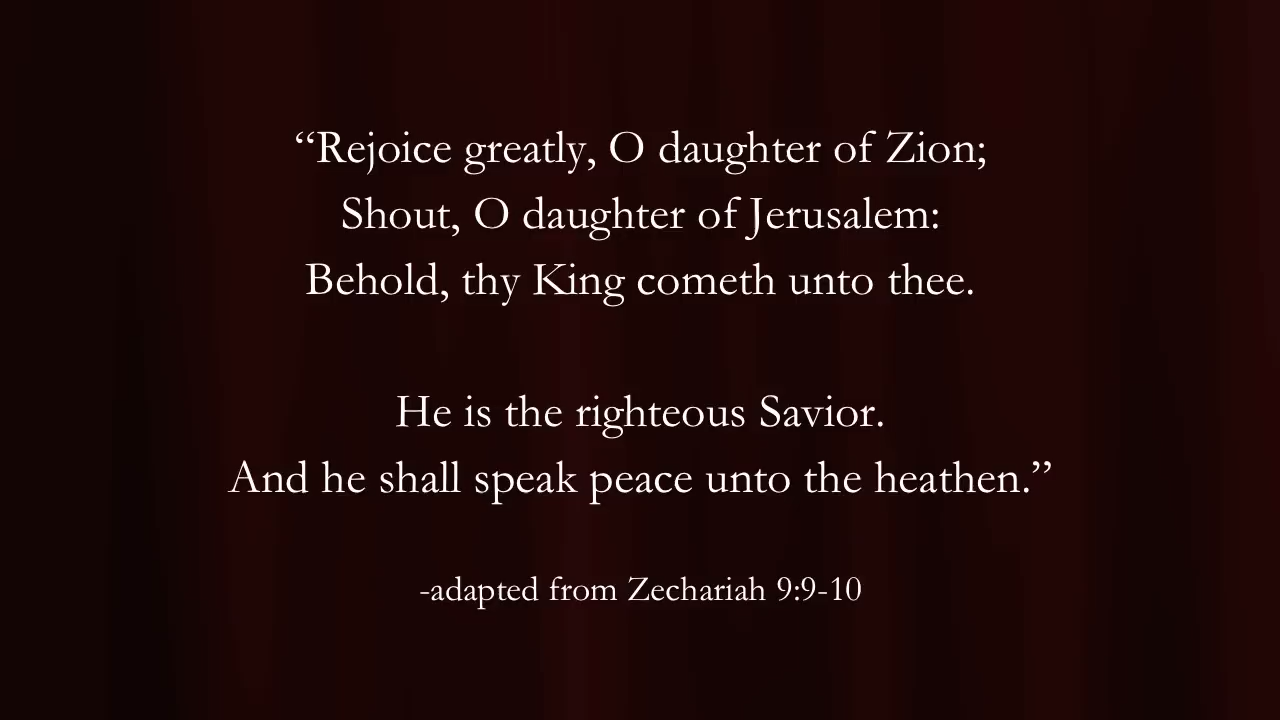 “Rejoice greatly, O daughter of Zion;
Shout, O daughter of Jerusalem:
Behold, thy King cometh unto thee.
He is the righteous Savior.
And he shall speak peace unto the heathen.”
-adapted from Zechariah 9:9-10